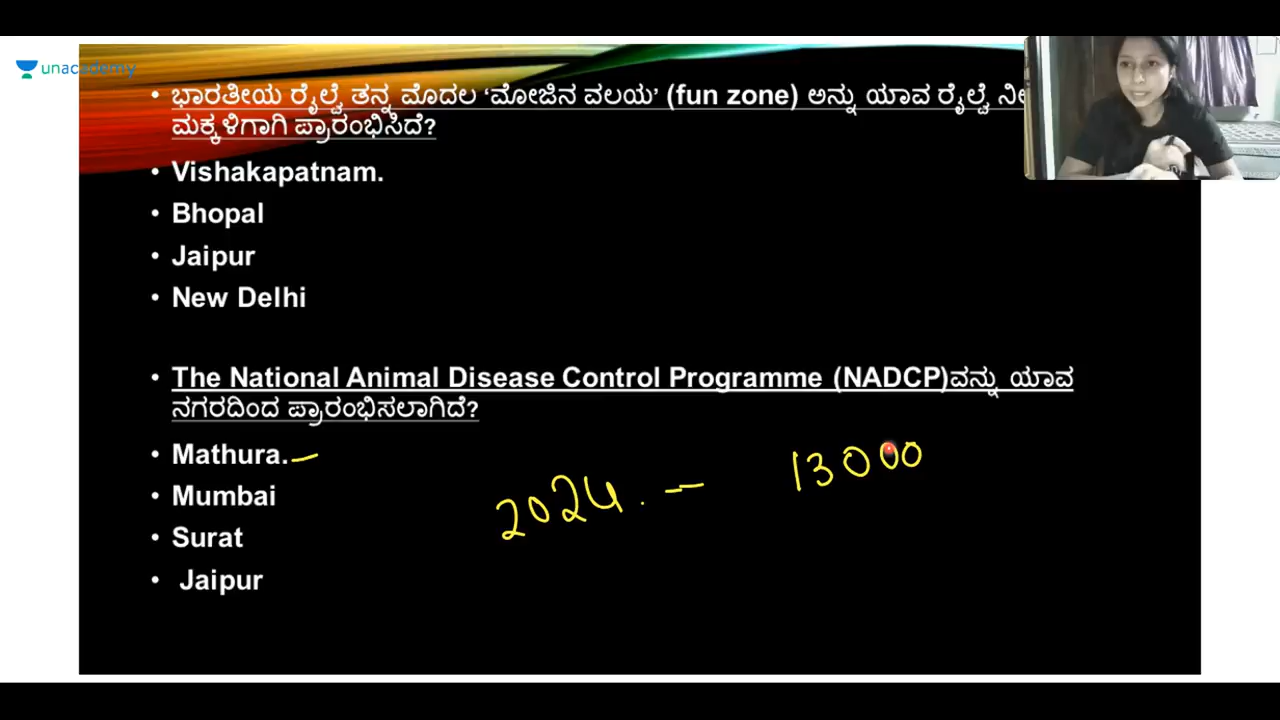 unacademy
ಭಾರತೀಯ ರೈಲ್ವೆ ತನ್ನ ಮೊದಲ ‘ಮೋಜಿನ ವಲಯ’ (fun zone) ಅನ್ನು ಯಾವ ರೈಲ್ವೆ
ಮಕ್ಕಳಿಗಾಗಿ ಪ್ರಾರಂಭಿಸಿದೆ?
Vishakapatnam.
Bhopal
Jaipur
New Delhi
The National Animal Disease Control Programme (NADCP)ವನ್ನು ಯಾವ
ನಗರದಿಂದ ಪ್ರಾರಂಭಿಸಲಾಗಿದೆ?
Mathura. –
Mumbai
Surat
Jaipur
2024. – 13000